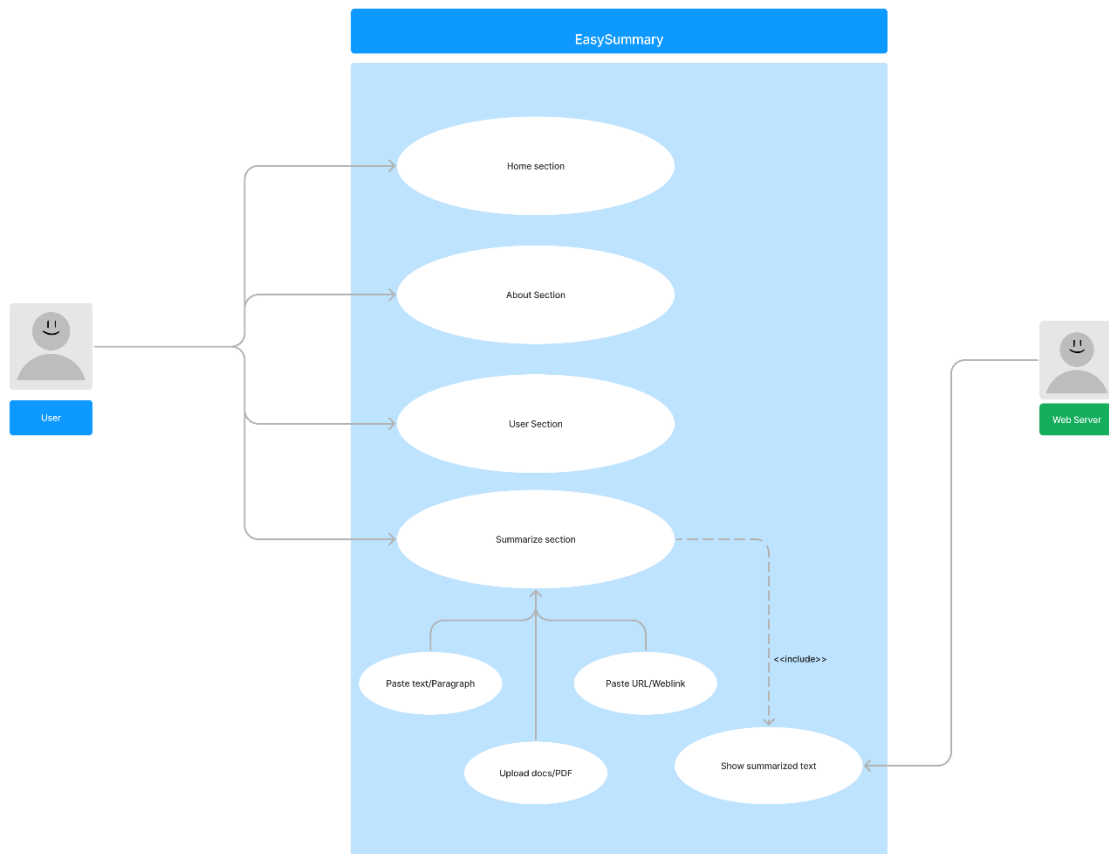 EasySummary
Home section
About Section
User
User Section
Web Server
Summarize section
<<include>>
Paste text/Paragraph
Paste URL/Weblink
Upload docs/PDF
Show summarized text